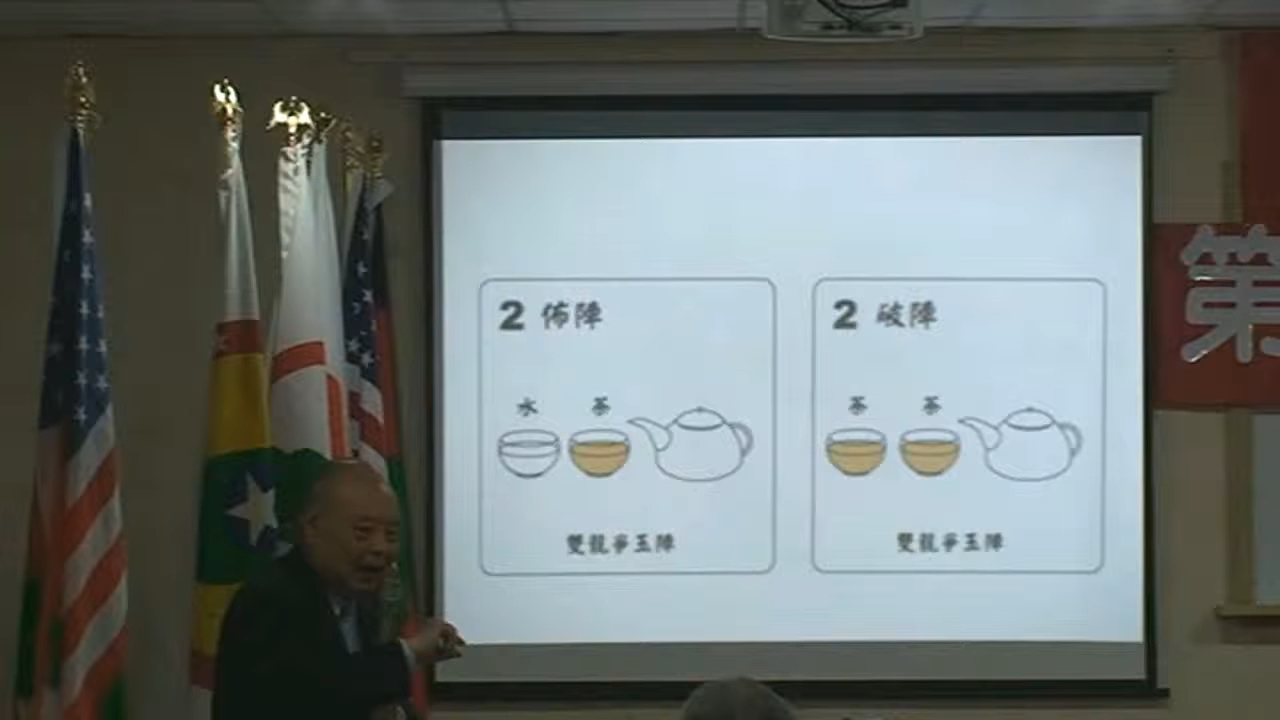 2 佈陣
水 茶
雙龍爭玉陣
2 破陣
茶 茶
雙龍爭玉陣
第